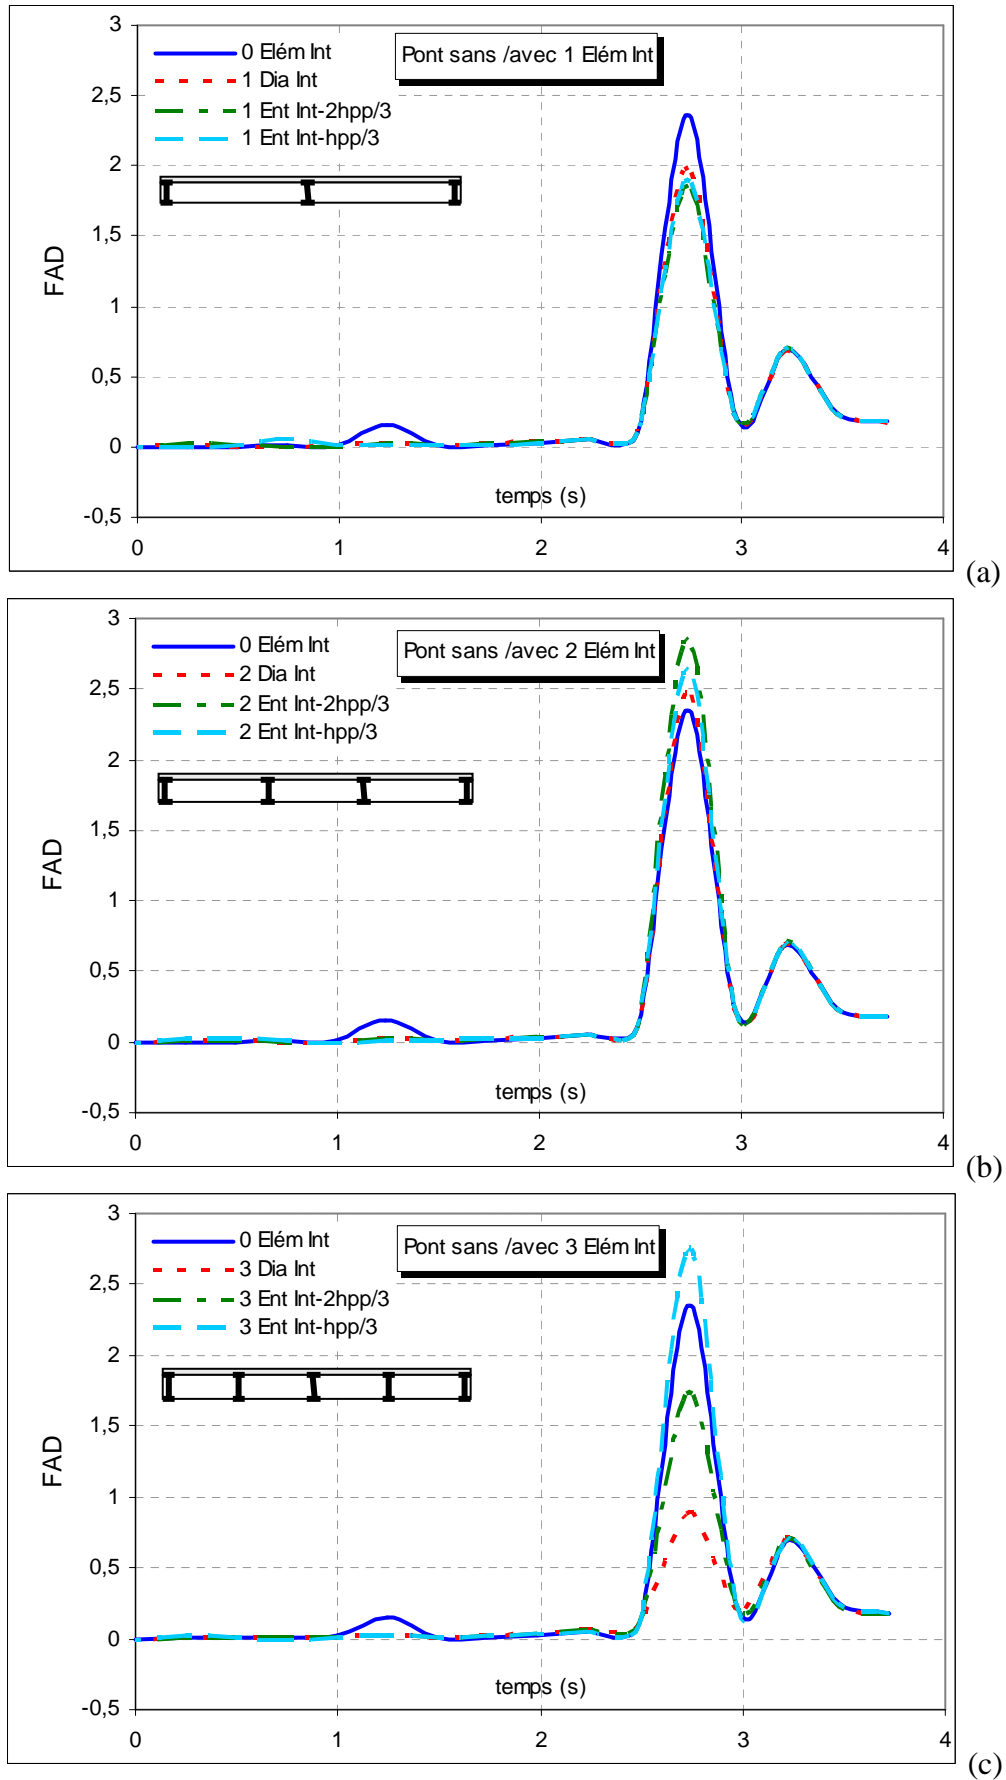 3
0 Elém Int
Pont sans /avec 1 Elém Int
1 Dia Int
2,5
1 Ent Int-2hpp/3
1 Ent Int-hpp/3
2
1,5
FAD
1
0,5
0
temps (s)
-0,5
0 1 2 3 4
(a)
3
0 Elém Int
Pont sans /avec 2 Elém Int
2 Dia Int
2,5
2 Ent Int-2hpp/3
2 Ent Int-hpp/3
2
1,5
FAD
1
0,5
0
temps (s)
-0,5
0 1 2 3 4
(b)
3
0 Elém Int
Pont sans /avec 3 Elém Int
3 Dia Int
2,5
3 Ent Int-2hpp/3
3 Ent Int-hpp/3
2
1,5
FAD
1
0,5
0
temps (s)
-0,5
0 1 2 3 4
(c)